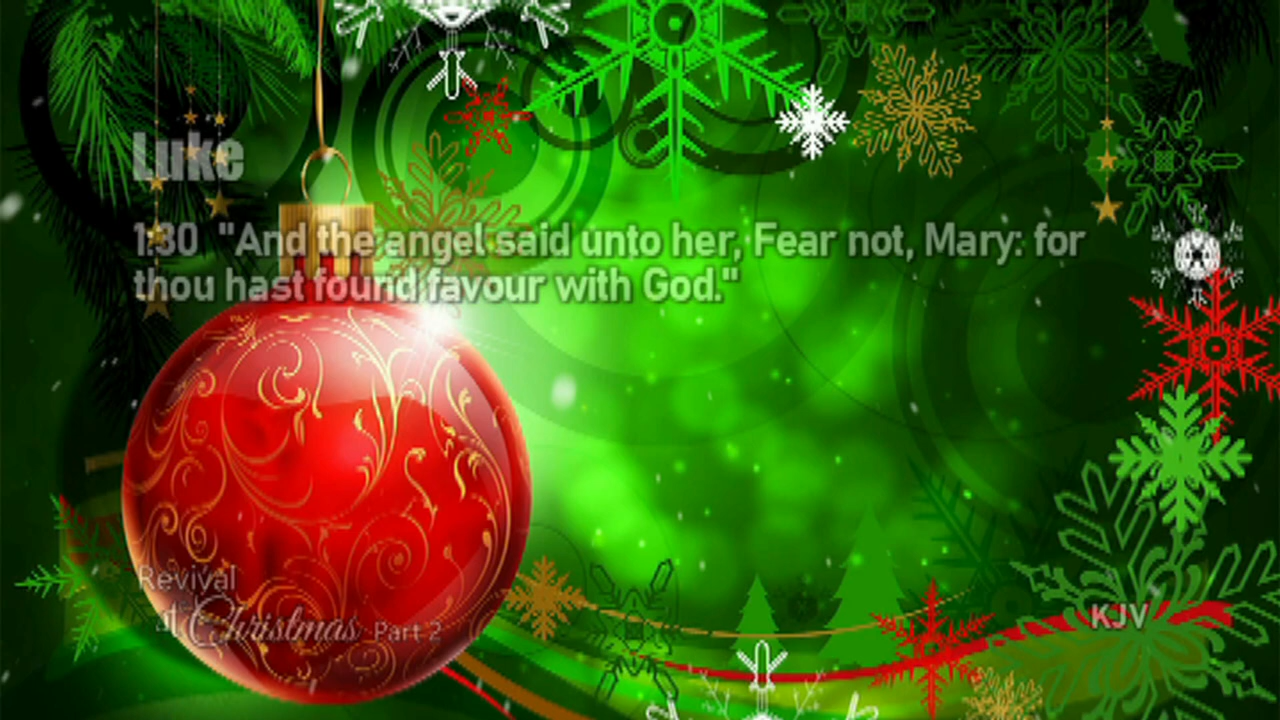 Luke
1:30 "And the angel said unto her, Fear not, Mary: for
thou hast found favour with God."
Revival
Christmas Part 2
KJV